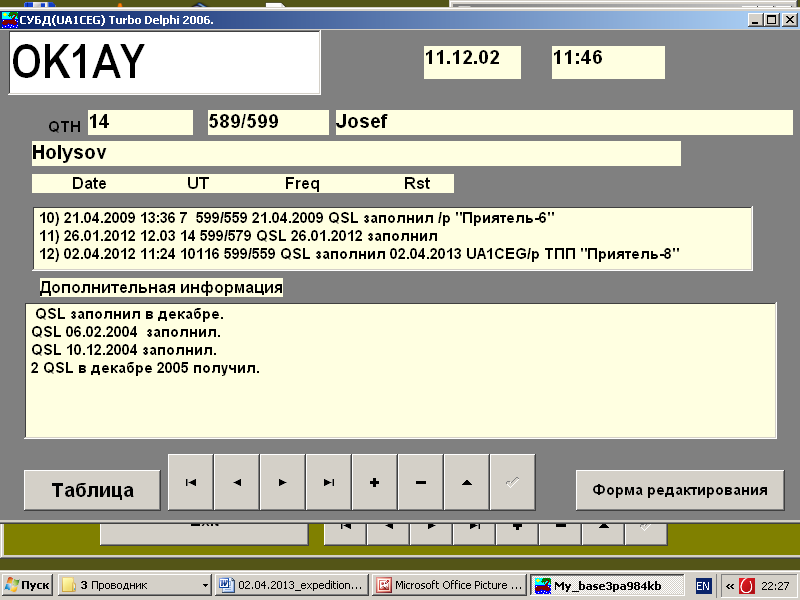 СУБД(UA1CEG) Turbo Delphi 2006.
OK1AY
11.12.02 11:46
QTH 14 589/599 Josef
Holysov
Date UT Freq Rst
10) 21.04.2009 13:36 7 599/559 21.04.2009 QSL заполнил /р "Приятель-6"
11) 26.01.2012 12.03 14 599/579 QSL 26.01.2012 заполнил
12) 02.04.2012 11:24 10116 599/559 QSL заполнил 02.04.2013 UA1CEG/p ТПП "Приятель-8"
Дополнительная информация
QSL заполнил в декабре.
QSL 06.02.2004 заполнил.
QSL 10.12.2004 заполнил.
2 QSL в декабре 2005 получил.
Таблица Форма редактирования
Пуск 3 Проводник 02.04.2013_expedition... Microsoft Office Picture ... My_base3pa984kb EN « 22:27